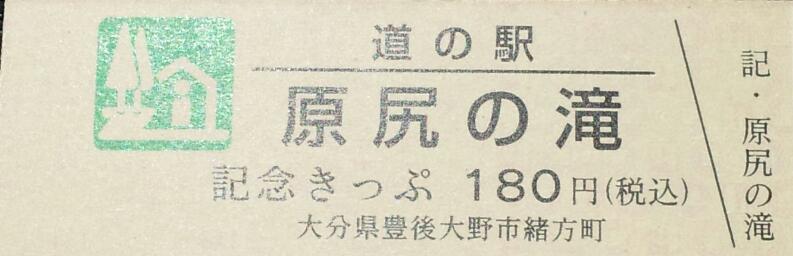 道の駅
原尻の滝
記念きっぷ 180円(税込)
大分県豊後大野市緒方町
記・原尻の滝